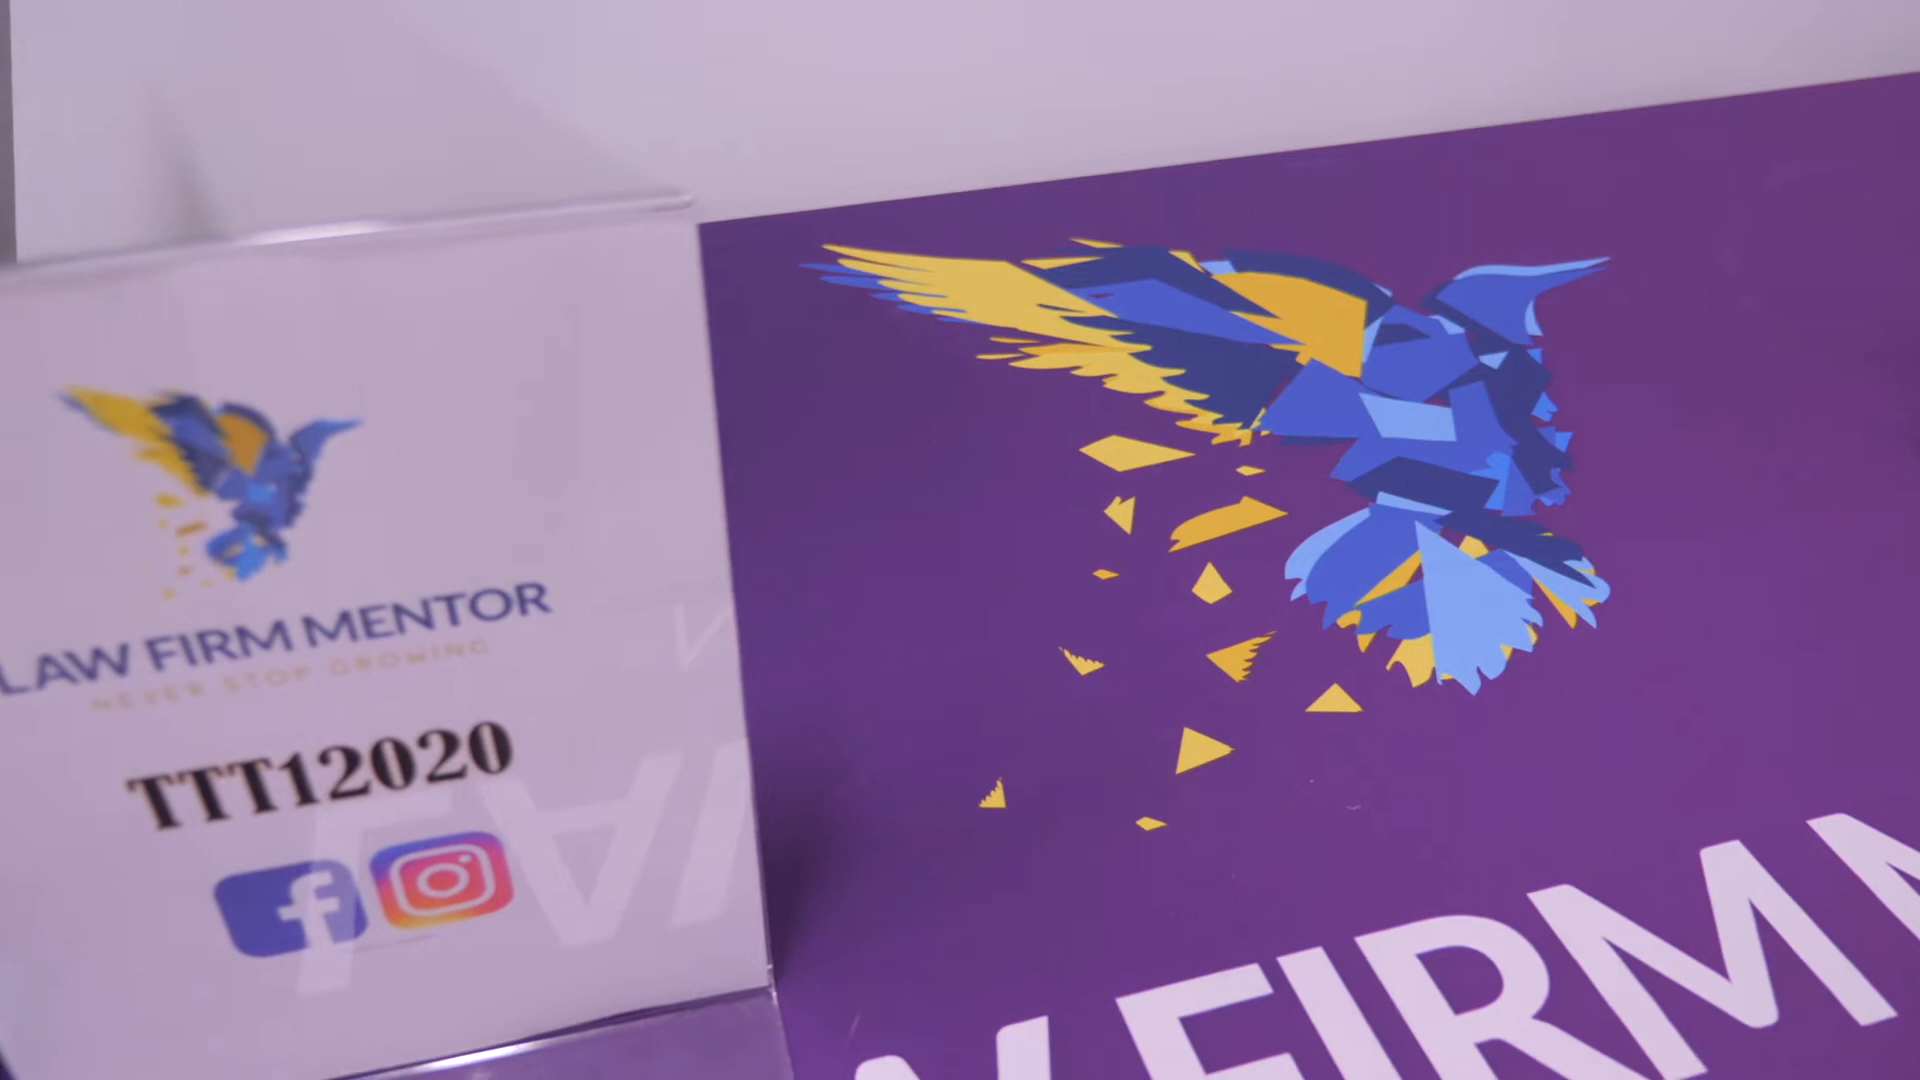 LAW FIRM MENTOR
NEVER STOP GROWING
TTT12020
FIRM